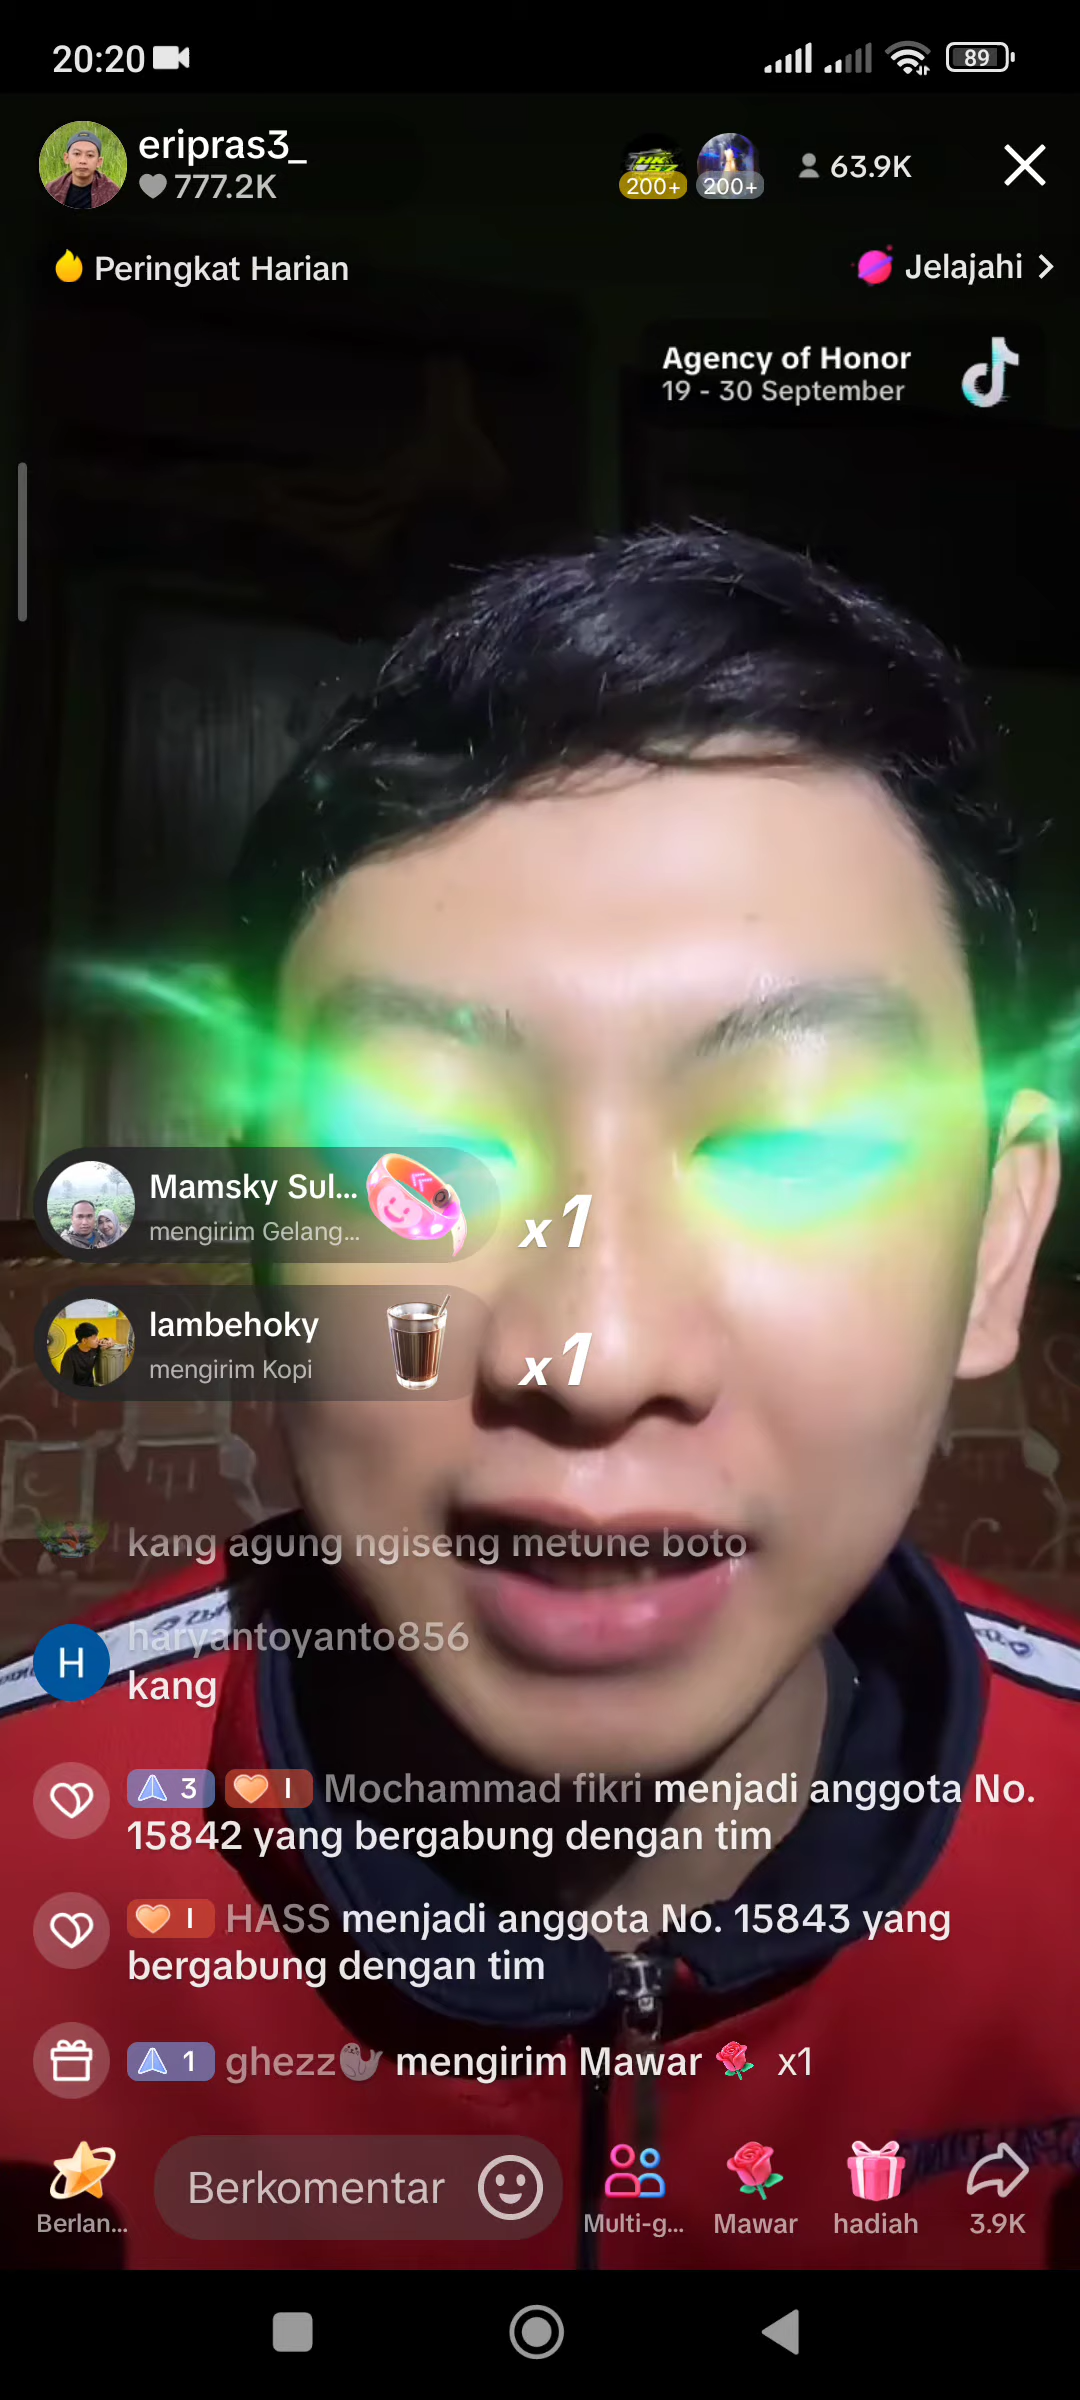 20:20
89
eripras3_
777.2K
200+
200+
63.9K
Peringkat Harian
Jelajahi
Agency of Honor
19 - 30 September
Mamsky Sul...
mengirim Gelang...
x1
lambehoky
mengirim Kopi
x1
kang agung ngiseng metune boto
haryantoyanto856
H
kang
3 I Mochammad fikri menjadi anggota No.
15842 yang bergabung dengan tim
I HASS menjadi anggota No. 15843 yang
bergabung dengan tim
1 ghezz mengirim Mawar x1
Berkomentar
Berlan...
Multi-g...
Mawar
hadiah
3.9K